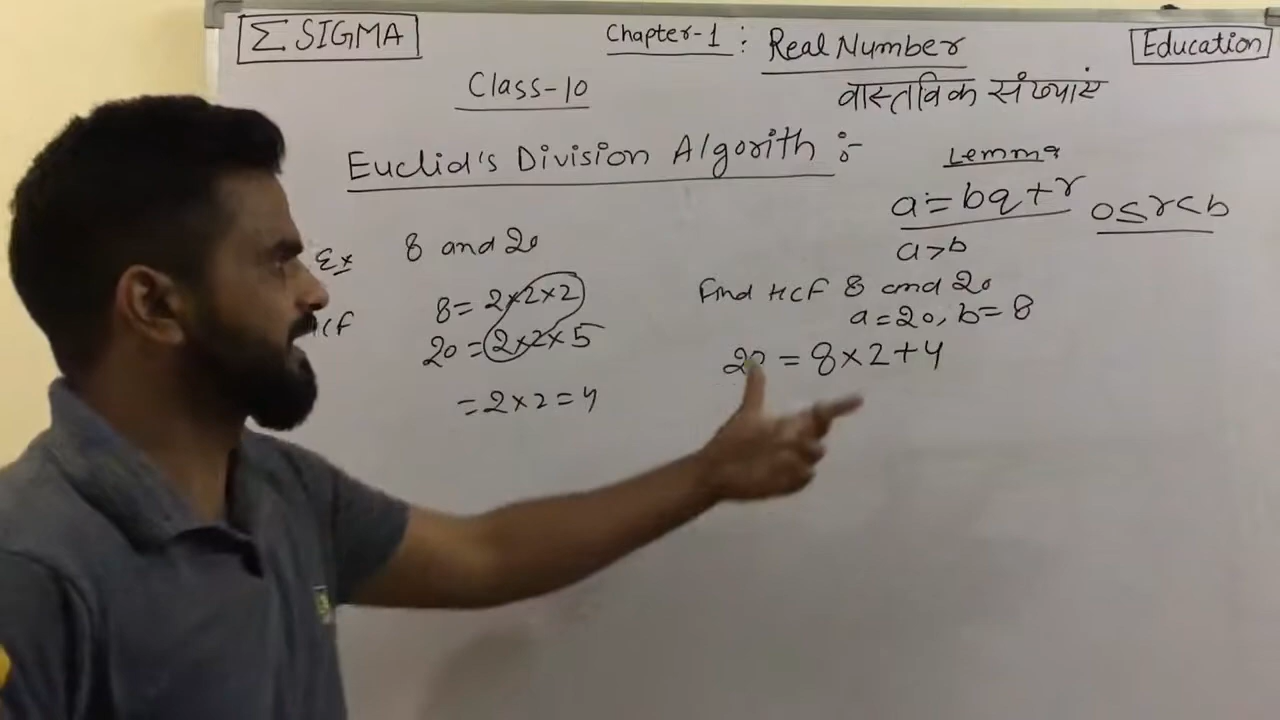 Σ SIGMA
Chapter-1 : Real Number
Education
Class-10
वास्तविक संख्याएं
Euclid's Division Algorith :-
Lemma
a = bq + r
0 ≤ r < b
a > b
Ex 8 and 20
8 = 2×2×2
20 = 2×2×5
= 2×2 = 4
Find HCF 8 and 20
a = 20, b = 8
20 = 8×2+4